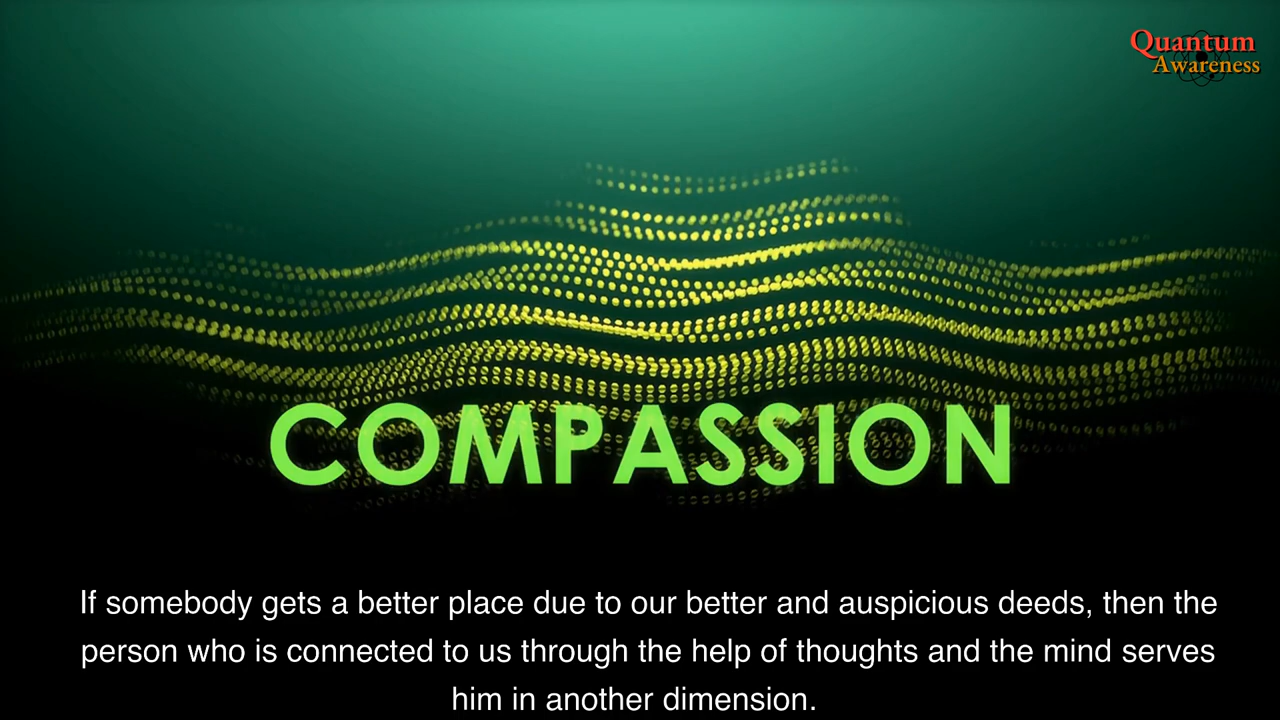 Quantum
Awareness
COMPASSION
If somebody gets a better place due to our better and auspicious deeds, then the
person who is connected to us through the help of thoughts and the mind serves
him in another dimension.